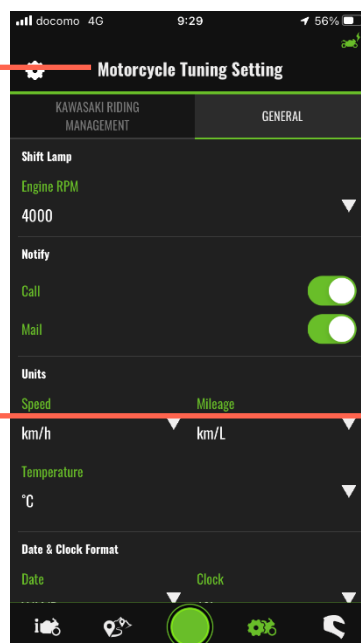 docomo 4G 9:29 56%
Motorcycle Tuning Setting
KAWASAKI RIDING
MANAGEMENT
GENERAL
Shift Lamp
Engine RPM
4000
Notify
Call
Mail
Units
Speed Mileage
km/h km/L
Temperature
°C
Date & Clock Format
Date Clock